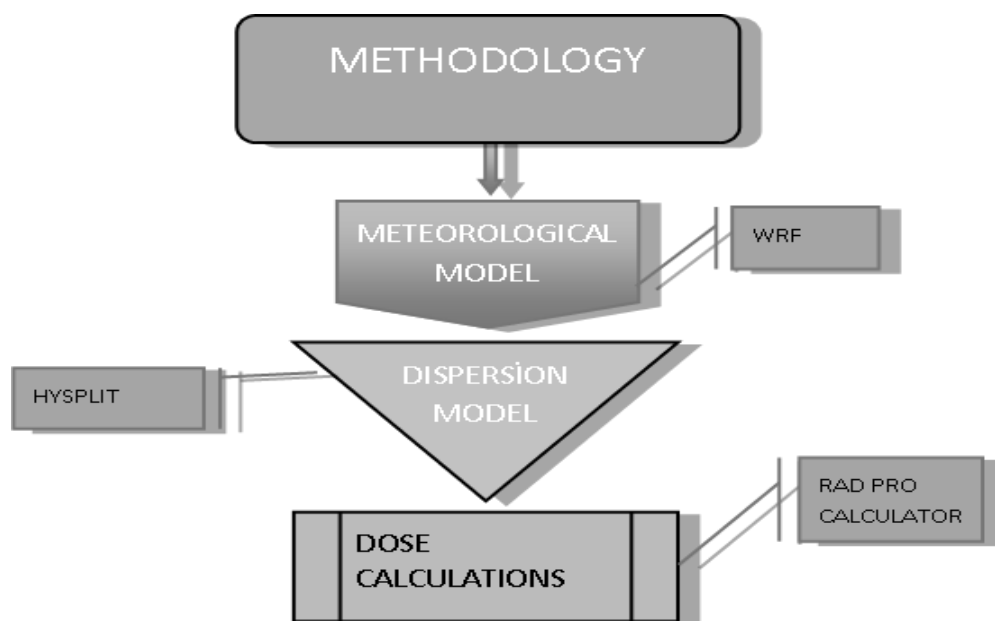 METHODOLOGY
METEOROLOGICAL
MODEL
WRF
DISPERSİON
MODEL
HYSPLIT
DOSE
CALCULATIONS
RAD PRO
CALCULATOR